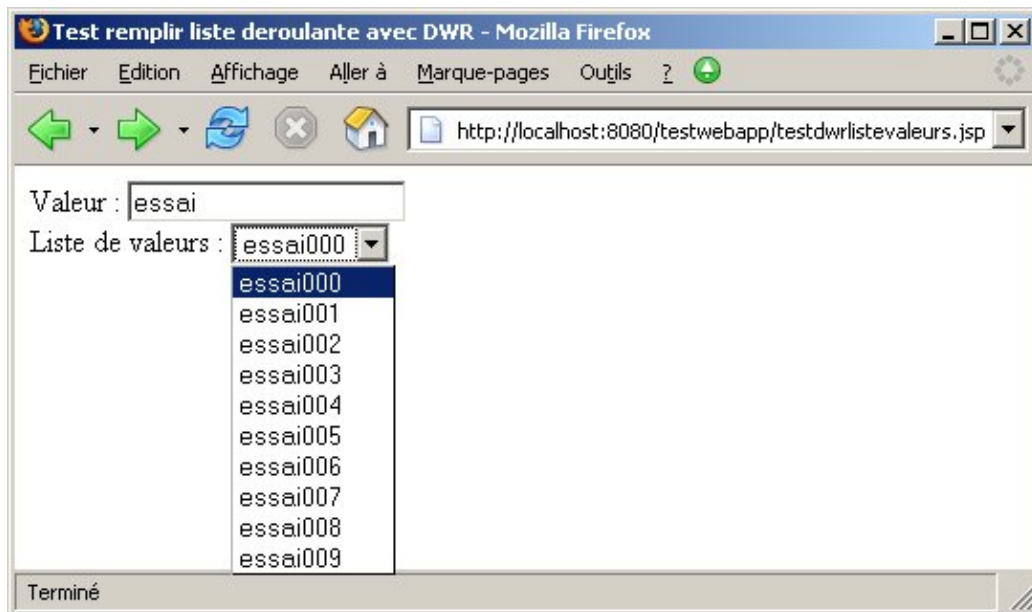 Test remplir liste deroulante avec DWR - Mozilla Firefox
Fichier Edition Affichage Aller à Marque-pages Outils ?
http://localhost:8080/testwebapp/testdwrlistevaleurs.jsp
Valeur : essai
Liste de valeurs : essai000
essai000
essai001
essai002
essai003
essai004
essai005
essai006
essai007
essai008
essai009
Terminé